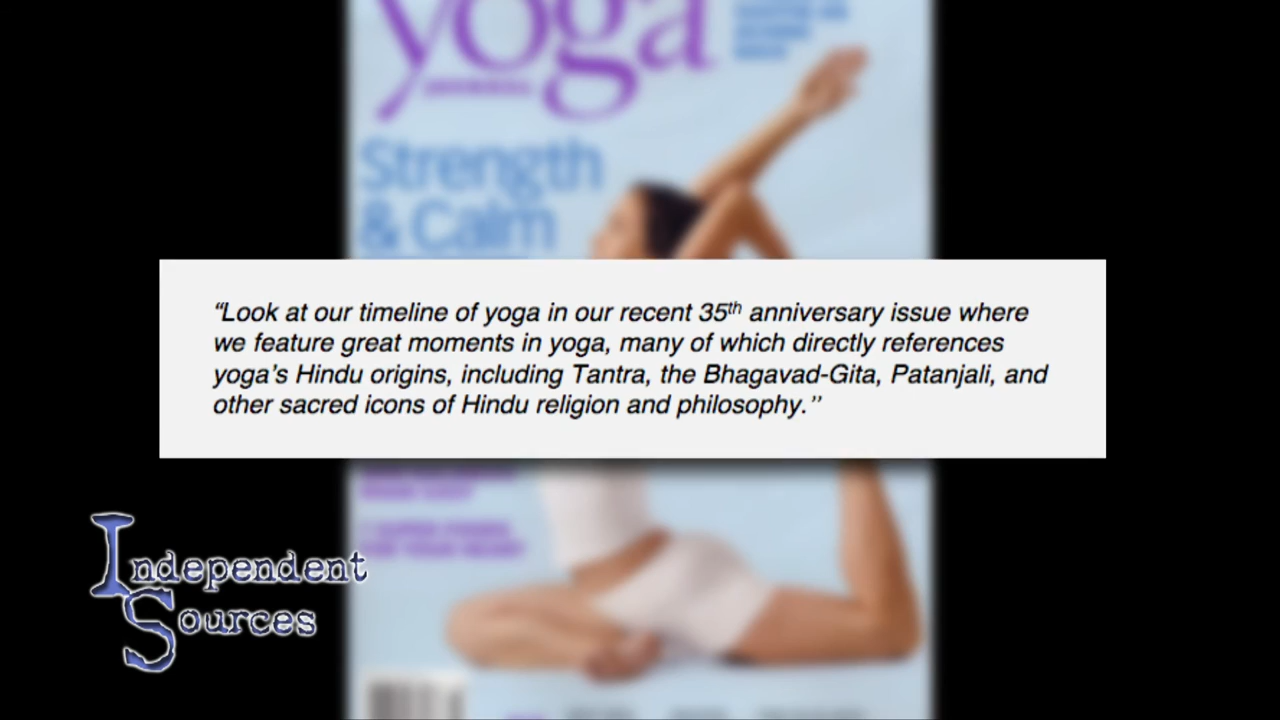 yoga
JOURNAL
Strength
& Calm
“Look at our timeline of yoga in our recent 35th anniversary issue where
we feature great moments in yoga, many of which directly references
yoga’s Hindu origins, including Tantra, the Bhagavad-Gita, Patanjali, and
other sacred icons of Hindu religion and philosophy.”
Independent
Sources